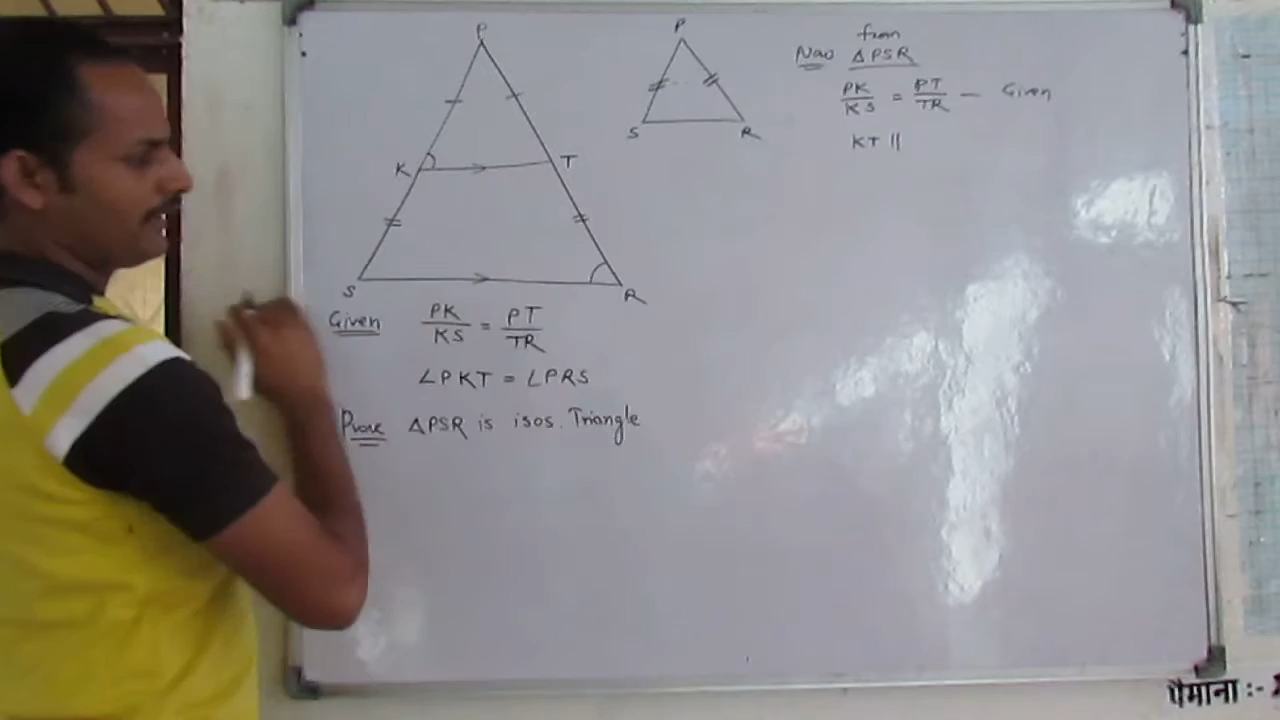 P
K
T
S
R
Given PK/KS = PT/TR
∠PKT = ∠PRS
Prove ΔPSR is isos. Triangle
P
S
R
from
Now ΔPSR
PK/KS = PT/TR — Given
KT ||
पैमाना :-